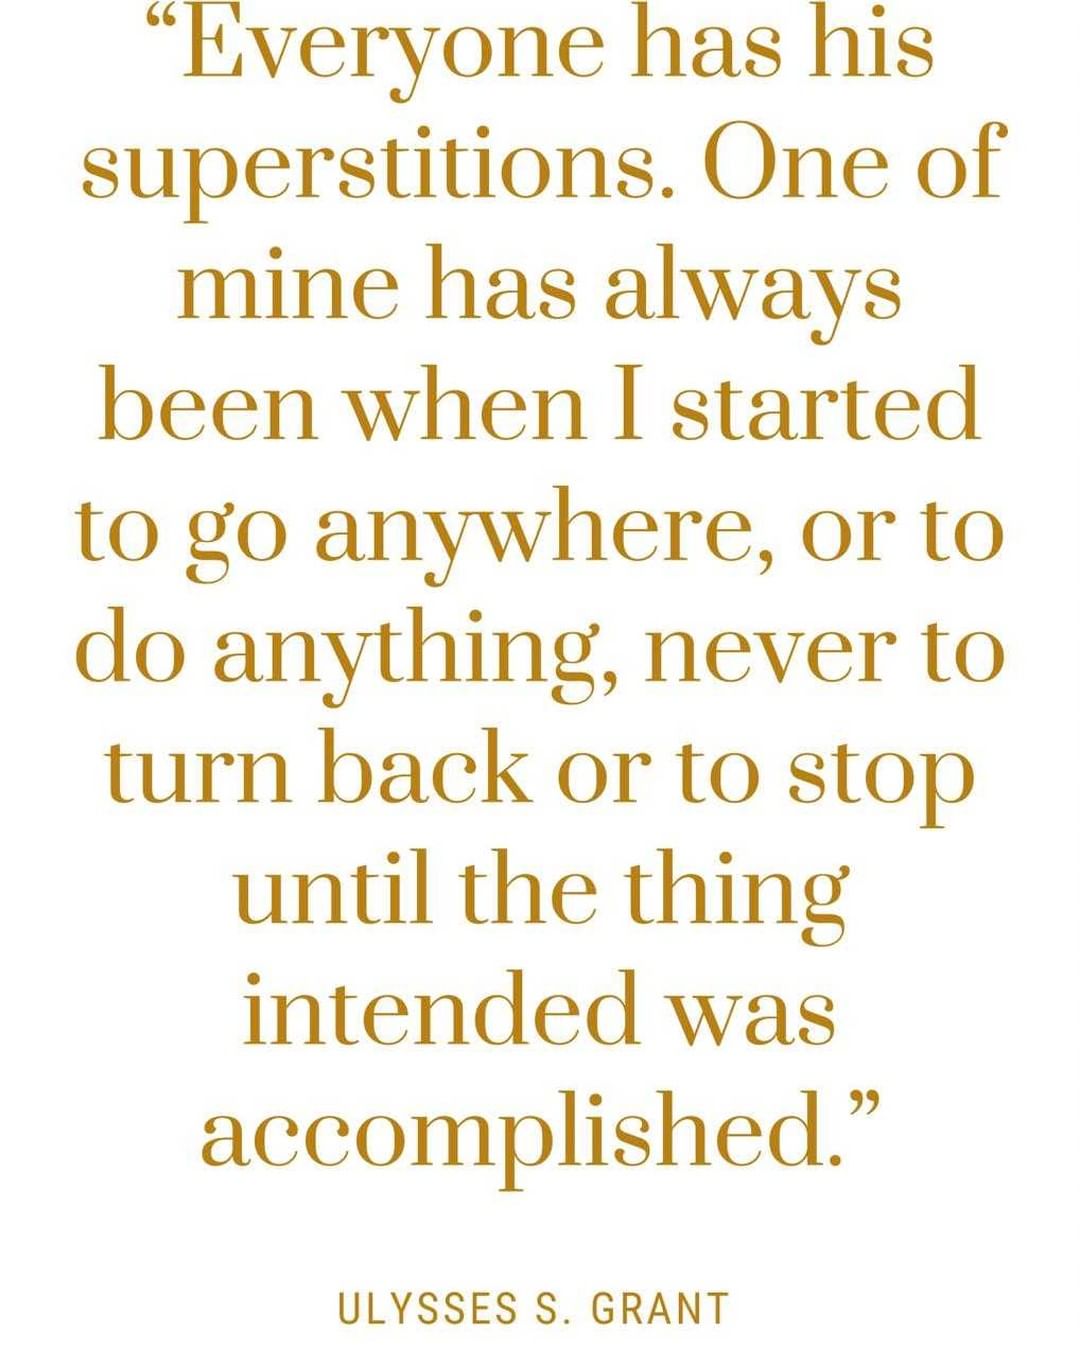 “Everyone has his
superstitions. One of
mine has always
been when I started
to go anywhere, or to
do anything, never to
turn back or to stop
until the thing
intended was
accomplished.”
ULYSSES S. GRANT